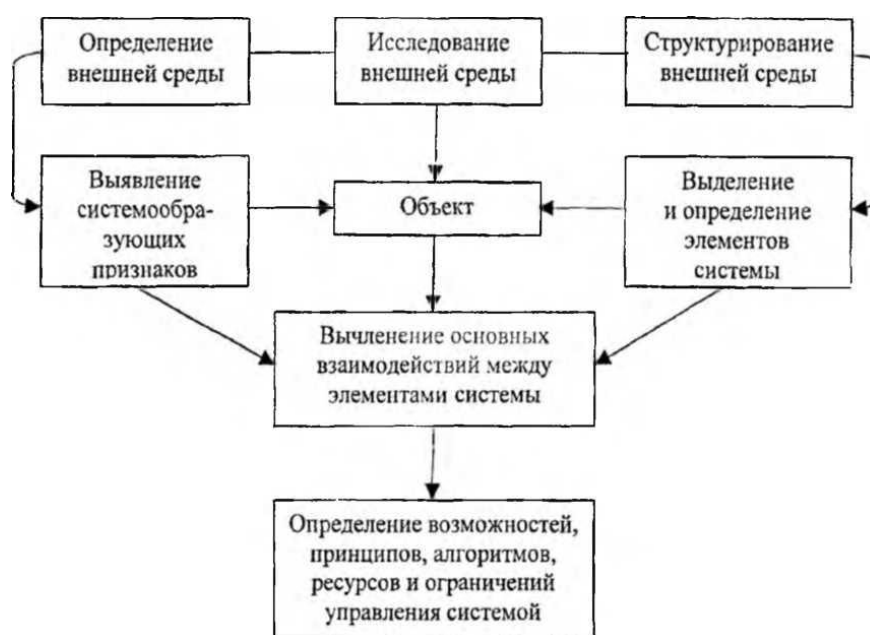 Определение
внешней среды
Исследование
внешней среды
Структурирование
внешней среды
Выявление
системообра-
зующих
признаков
Объект
Выделение
и определение
элементов
системы
Вычленение основных
взаимодействий между
элементами системы
Определение возможностей,
принципов, алгоритмов,
ресурсов и ограничений
управления системой